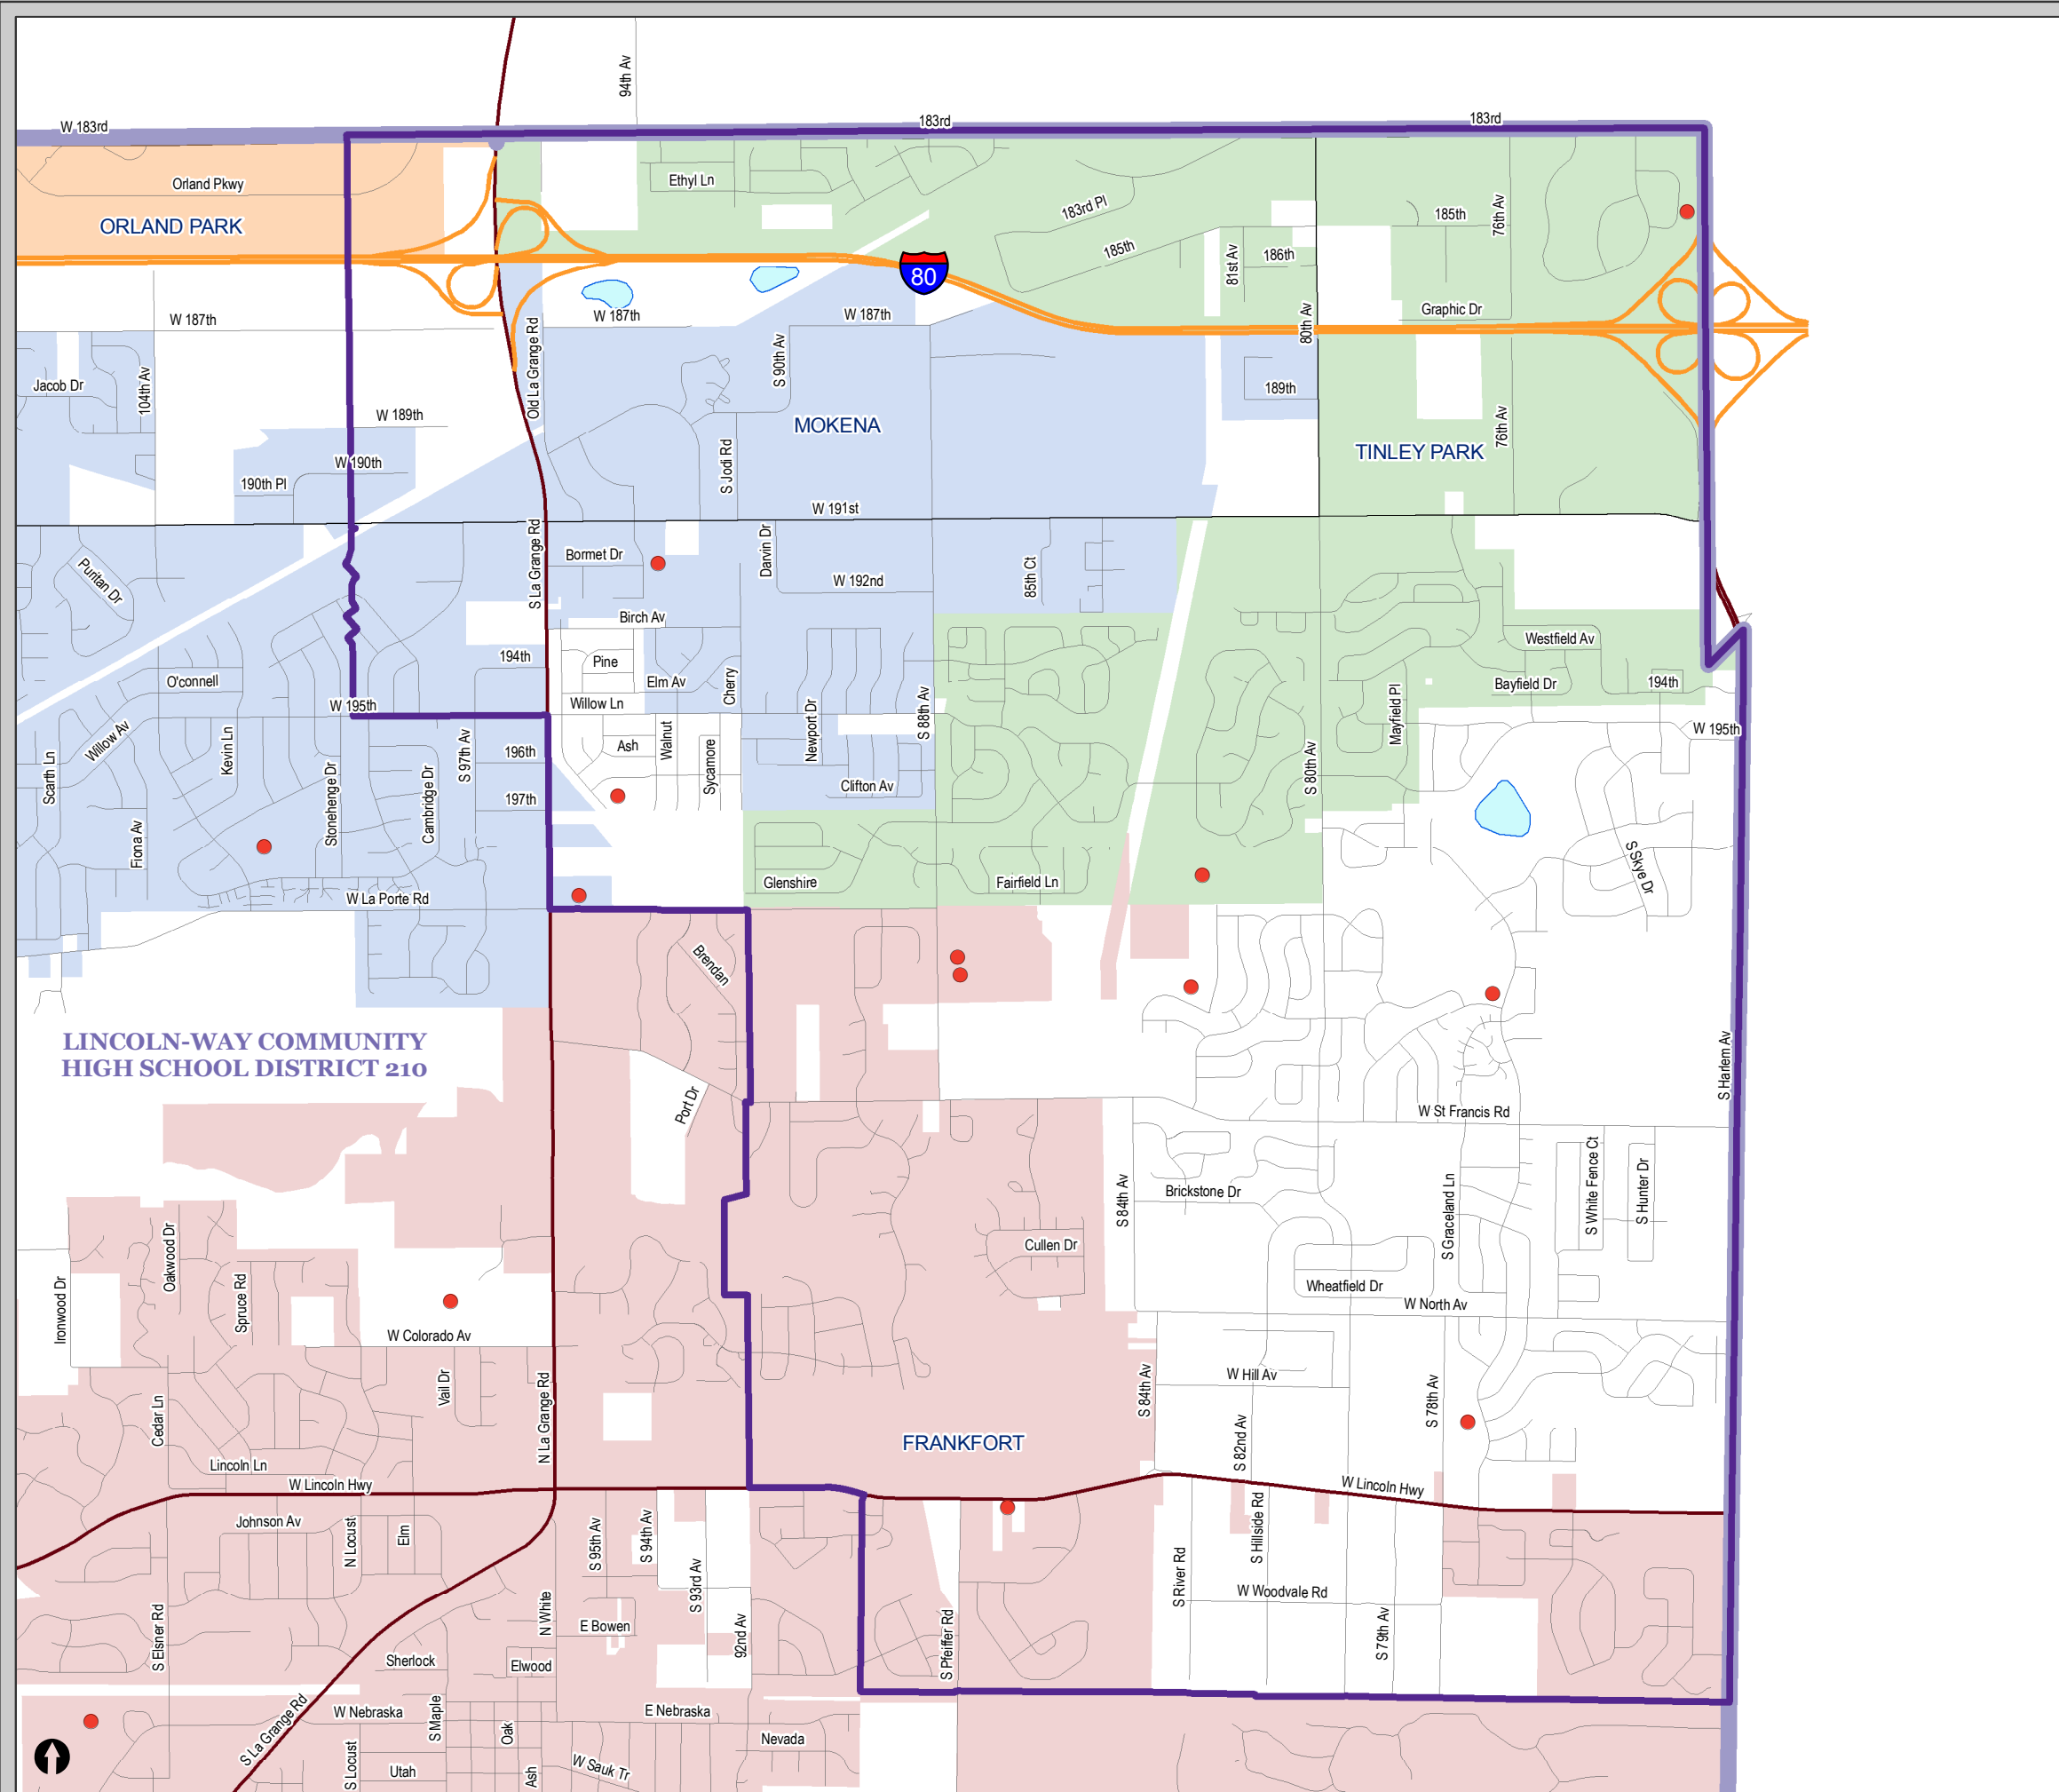 94th Av
W 183rd
183rd
183rd
Orland Pkwy
ORLAND PARK
Ethyl Ln
183rd Pl
185th
185th
76th Av
81st Av
186th
80
W 187th
W 187th
W 187th
Graphic Dr
80th Av
Old La Grange Rd
S 90th Av
Jacob Dr
104th Av
189th
W 189th
MOKENA
76th Av
TINLEY PARK
W 190th
190th Pl
S Jodi Rd
W 191st
S La Grange Rd
Bormet Dr
Darvin Dr
Puritan Dr
W 192nd
85th Ct
Birch Av
Westfield Av
194th
Pine
O'connell
Elm Av
Cherry
Bayfield Dr
194th
W 195th
Willow Ln
S 88th Av
Mayfield Pl
W 195th
Willow Av
Kevin Ln
S 97th Av
196th
Ash
Walnut
Sycamore
Newport Dr
S 80th Av
Scarth Ln
Stonehenge Dr
Cambridge Dr
Clifton Av
197th
Fiona Av
S Skye Dr
Glenshire
Fairfield Ln
W La Porte Rd
Brendan
LINCOLN-WAY COMMUNITY
HIGH SCHOOL DISTRICT 210
S Harlem Av
Port Dr
W St Francis Rd
S 84th Av
Brickstone Dr
S Graceland Ln
S White Fence Ct
S Hunter Dr
Oakwood Dr
Cullen Dr
Ironwood Dr
Spruce Rd
Wheatfield Dr
W North Av
W Colorado Av
Vail Dr
N La Grange Rd
S 84th Av
W Hill Av
S 78th Av
Cedar Ln
S 82nd Av
FRANKFORT
Lincoln Ln
W Lincoln Hwy
W Lincoln Hwy
Johnson Av
N Locust
Elm
S 95th Av
S 94th Av
S Hillside Rd
S River Rd
S 93rd Av
W Woodvale Rd
S Elsner Rd
N White
E Bowen
92nd Av
S Pfeiffer Rd
S 79th Av
Sherlock
Elwood
S La Grange Rd
W Nebraska
S Maple
Oak
E Nebraska
Nevada
S Locust
Utah
Ash
W Sauk Tr